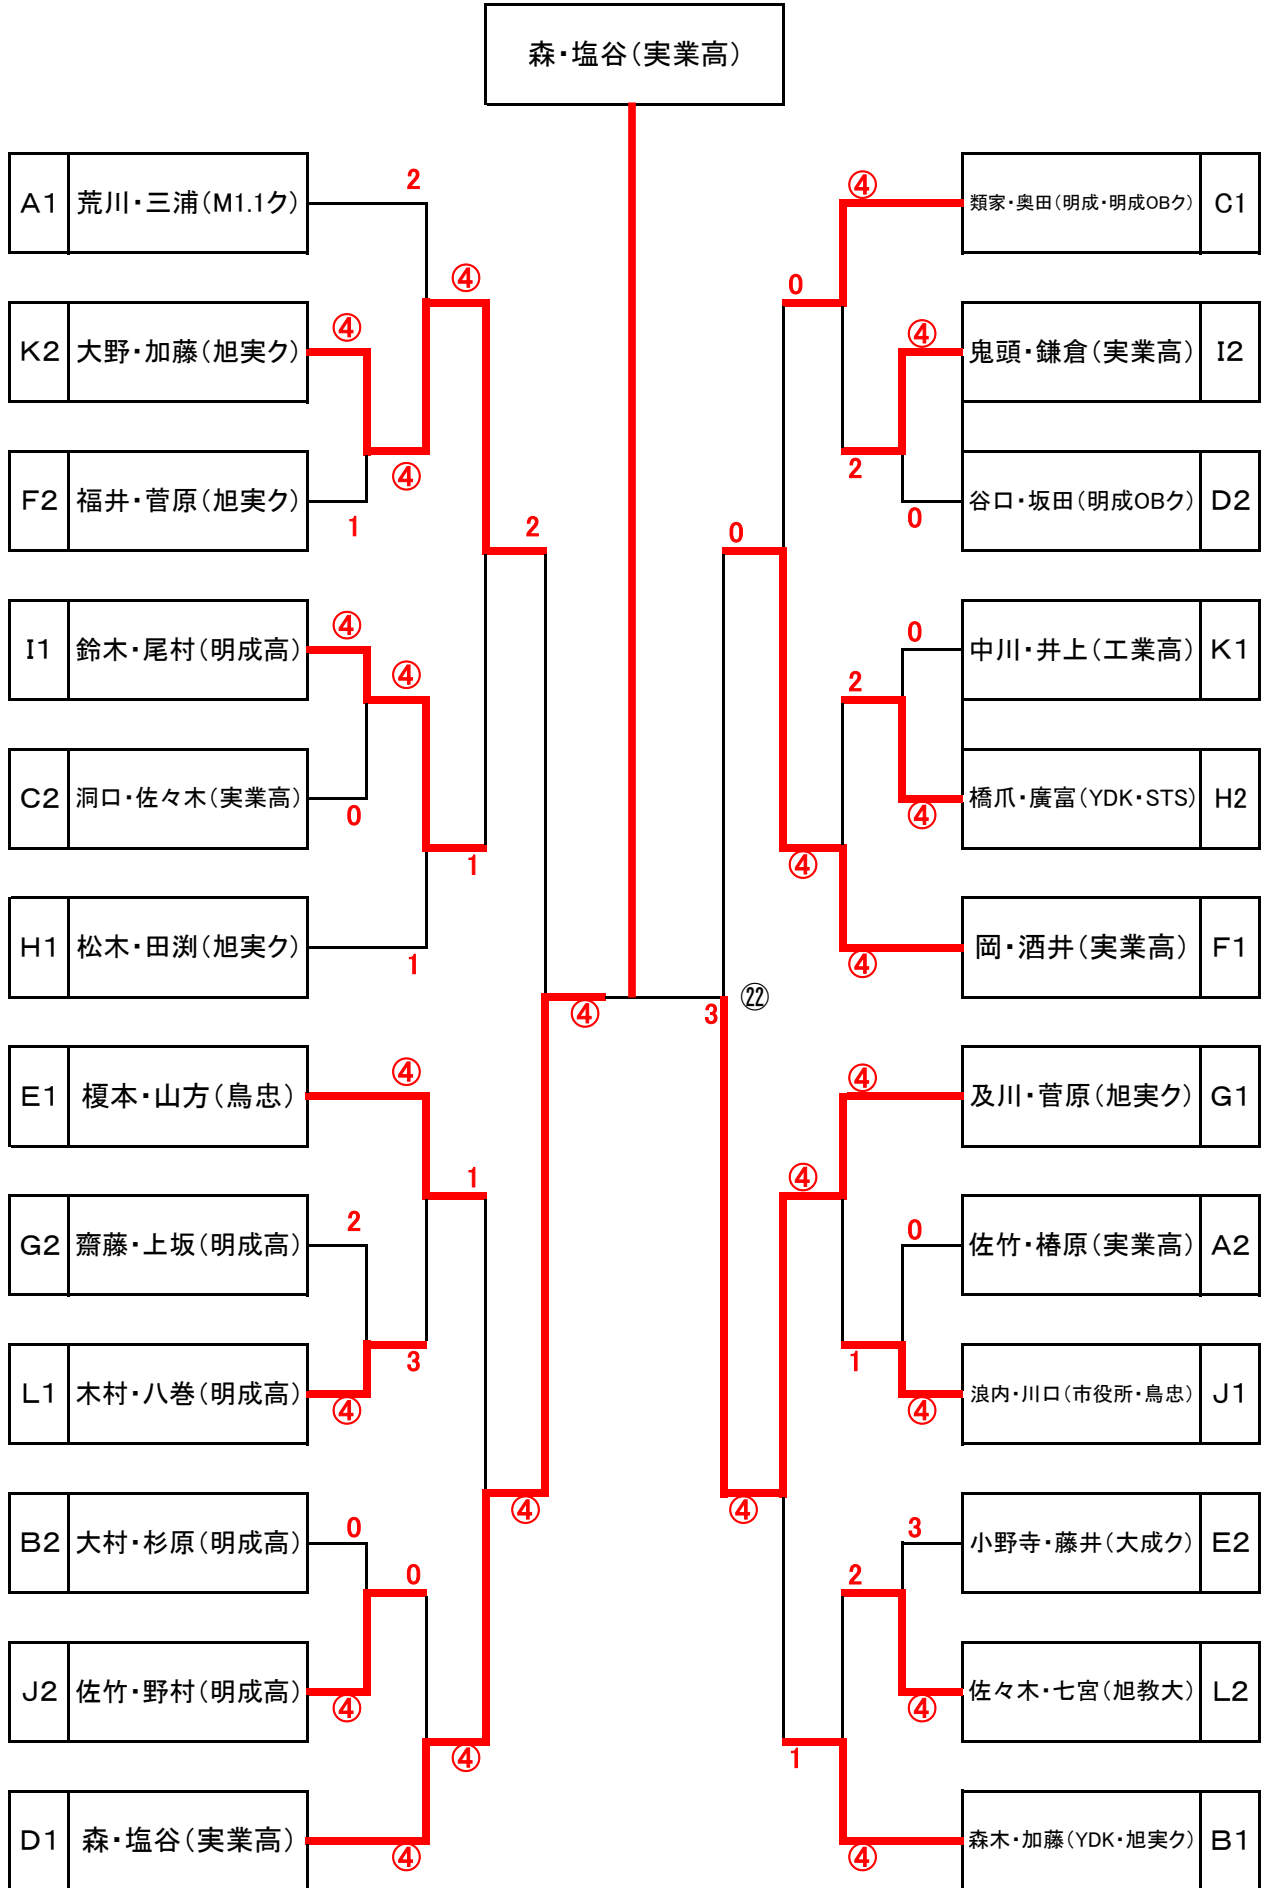 森・塩谷(実業高)
A1 荒川・三浦(M1.1ク)
2
④
K2 大野・加藤(旭実ク)
④
④
F2 福井・菅原(旭実ク)
1
2
I1 鈴木・尾村(明成高)
④
④
C2 洞口・佐々木(実業高)
0
1
H1 松木・田渕(旭実ク)
1
④
E1 榎本・山方(鳥忠)
④
1
G2 齋藤・上坂(明成高)
2
3
L1 木村・八巻(明成高)
④
④
B2 大村・杉原(明成高)
0
0
J2 佐竹・野村(明成高)
④
④
D1 森・塩谷(実業高)
④
④
類家・奥田(明成・明成OBク) C1
0
④
鬼頭・鎌倉(実業高) I2
2
谷口・坂田(明成OBク) D2
0
0
0
中川・井上(工業高) K1
2
橋爪・廣富(YDK・STS) H2
④
④
岡・酒井(実業高) F1
④
3
㉒
④
及川・菅原(旭実ク) G1
④
0
佐竹・椿原(実業高) A2
1
浪内・川口(市役所・鳥忠) J1
④
④
3
小野寺・藤井(大成ク) E2
2
佐々木・七宮(旭教大) L2
④
1
森木・加藤(YDK・旭実ク) B1
④